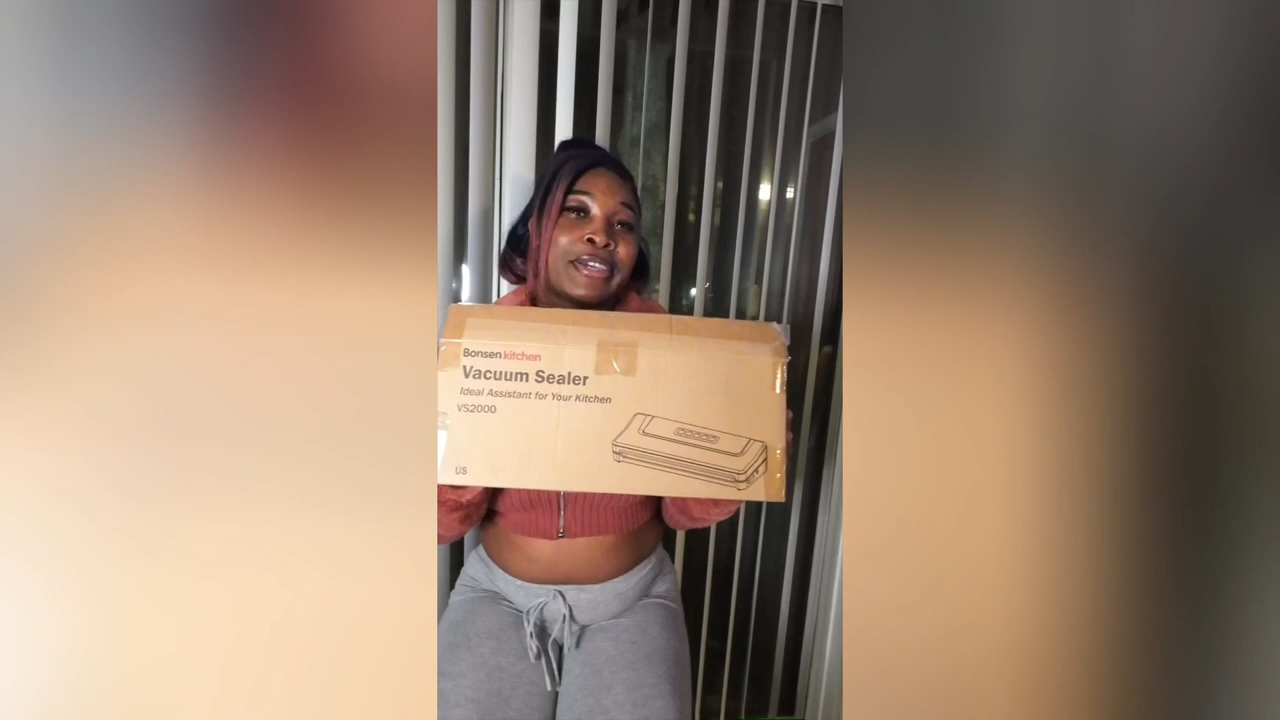 Bonsen kitchen
Vacuum Sealer
Ideal Assistant for Your Kitchen
VS2000
US